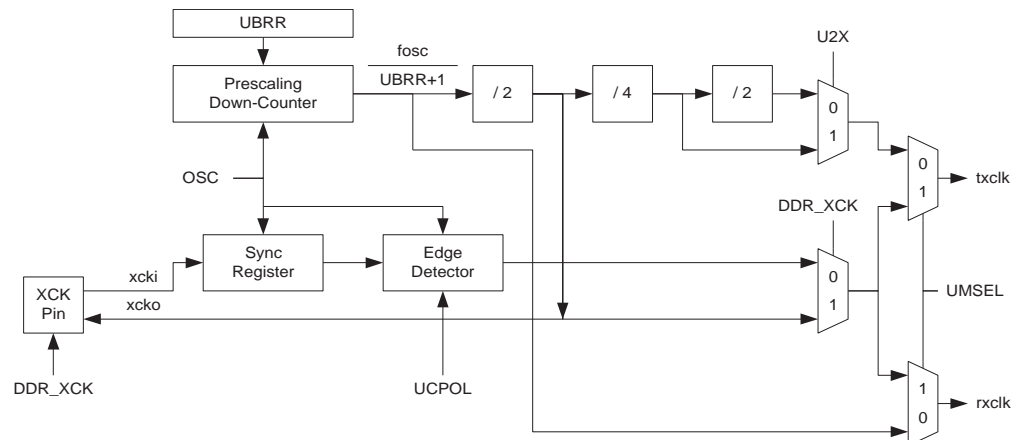 UBRR
fosc
UBRR+1
Prescaling
Down-Counter
/ 2
/ 4
/ 2
U2X
0
1
OSC
DDR_XCK
0
1
txclk
Sync
Register
Edge
Detector
xcki
xcko
XCK
Pin
0
1
UMSEL
DDR_XCK
UCPOL
1
0
rxclk